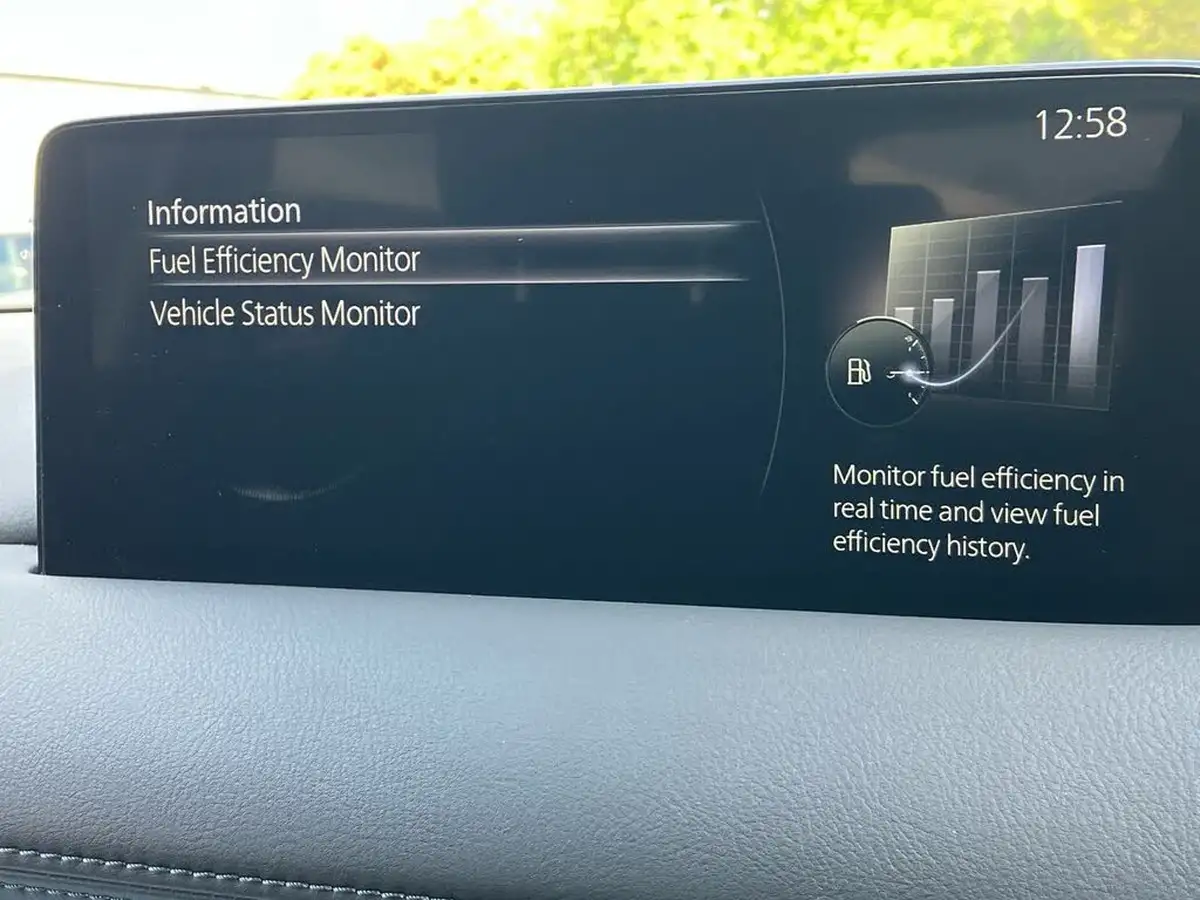 12:58
Information
Fuel Efficiency Monitor
Vehicle Status Monitor
Monitor fuel efficiency in
real time and view fuel
efficiency history.